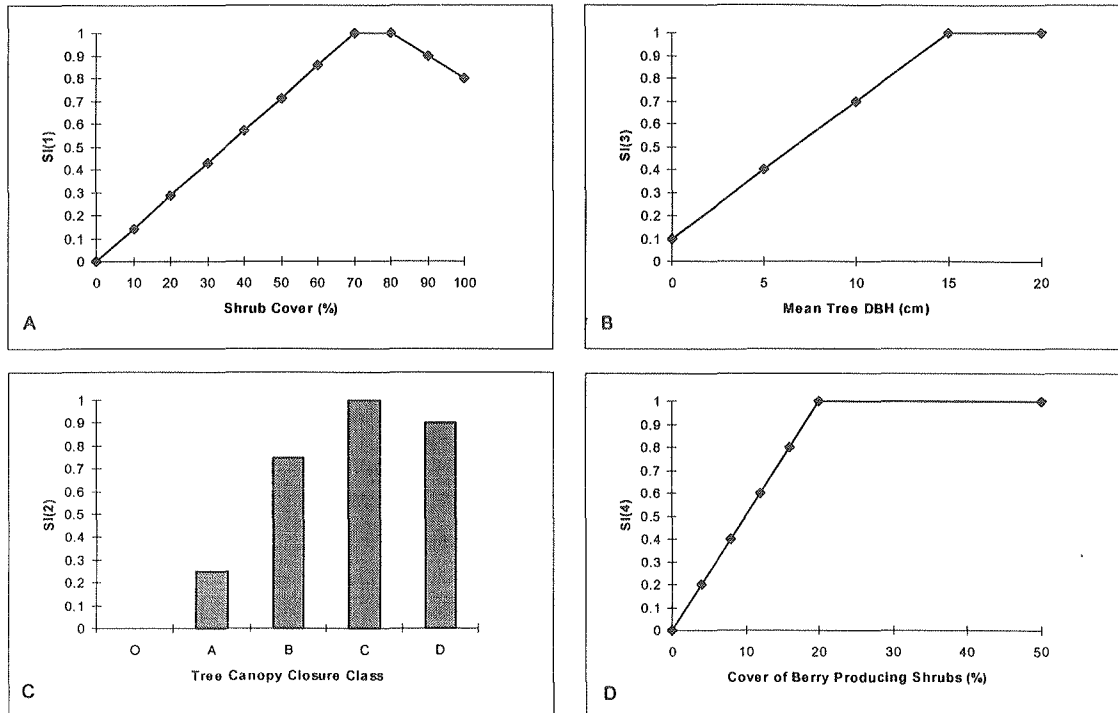 1
0.9
0.8
0.7
0.6
0.5
0.4
0.3
0.2
0.1
0
SI(1)
0 10 20 30 40 50 60 70 80 90 100
Shrub Cover (%)
A
1
0.9
0.8
0.7
0.6
0.5
0.4
0.3
0.2
0.1
0
SI(3)
0 5 10 15 20
Mean Tree DBH (cm)
B
1
0.9
0.8
0.7
0.6
0.5
0.4
0.3
0.2
0.1
0
SI(2)
O A B C D
Tree Canopy Closure Class
C
1
0.9
0.8
0.7
0.6
0.5
0.4
0.3
0.2
0.1
0
SI(4)
0 10 20 30 40 50
Cover of Berry Producing Shrubs (%)
D